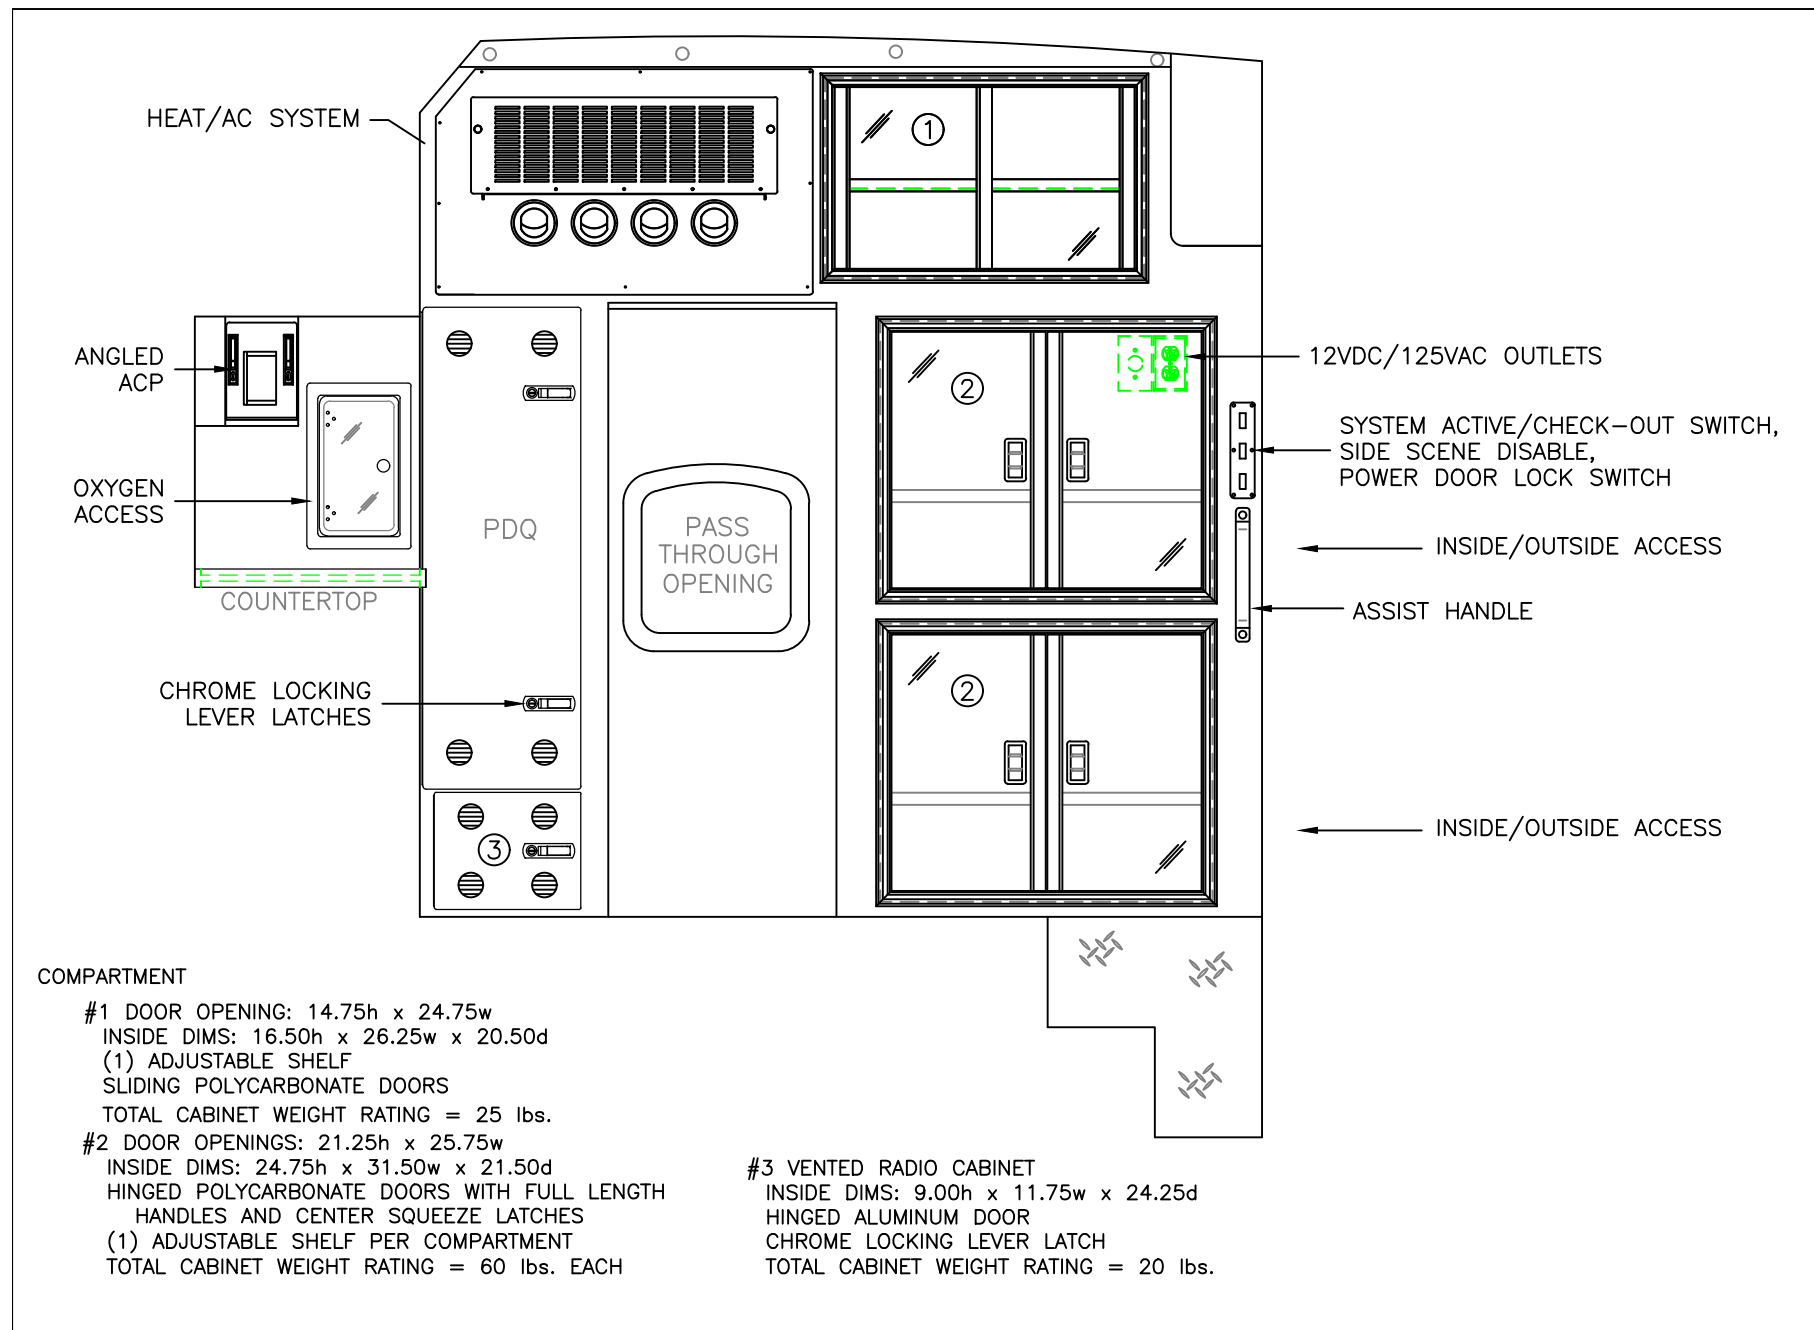 HEAT/AC SYSTEM
1
ANGLED
ACP
12VDC/125VAC OUTLETS
2
SYSTEM ACTIVE/CHECK-OUT SWITCH,
SIDE SCENE DISABLE,
POWER DOOR LOCK SWITCH
OXYGEN
ACCESS
PDQ
PASS
THROUGH
OPENING
INSIDE/OUTSIDE ACCESS
COUNTERTOP
ASSIST HANDLE
CHROME LOCKING
LEVER LATCHES
2
INSIDE/OUTSIDE ACCESS
3
COMPARTMENT
#1 DOOR OPENING: 14.75h x 24.75w
INSIDE DIMS: 16.50h x 26.25w x 20.50d
(1) ADJUSTABLE SHELF
SLIDING POLYCARBONATE DOORS
TOTAL CABINET WEIGHT RATING = 25 lbs.
#2 DOOR OPENINGS: 21.25h x 25.75w
INSIDE DIMS: 24.75h x 31.50w x 21.50d
HINGED POLYCARBONATE DOORS WITH FULL LENGTH
HANDLES AND CENTER SQUEEZE LATCHES
(1) ADJUSTABLE SHELF PER COMPARTMENT
TOTAL CABINET WEIGHT RATING = 60 lbs. EACH
#3 VENTED RADIO CABINET
INSIDE DIMS: 9.00h x 11.75w x 24.25d
HINGED ALUMINUM DOOR
CHROME LOCKING LEVER LATCH
TOTAL CABINET WEIGHT RATING = 20 lbs.